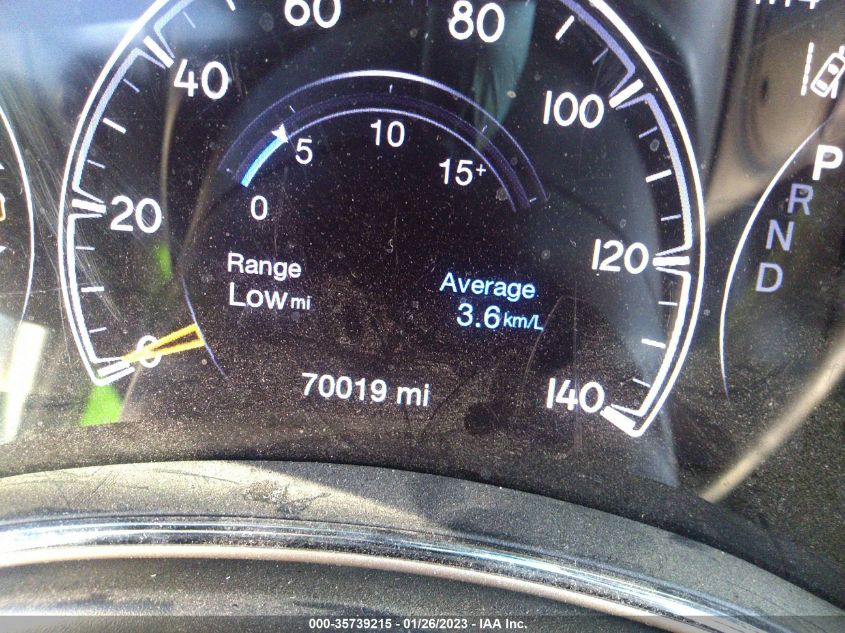 60
80
40
100
5
10
15+
0
20
120
0
140
Range
Low mi
Average
3.6 km/L
70019 mi
P
R
N
D
000-35739215 - 01/26/2023 - IAA Inc.